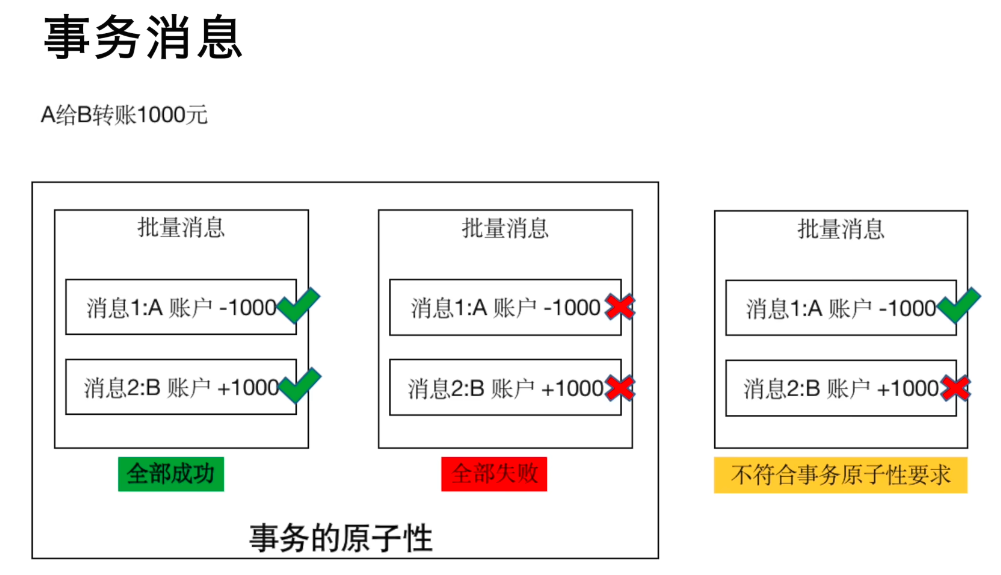 事务消息
A给B转账1000元
批量消息
消息1:A 账户 -1000
消息2:B 账户 +1000
全部成功
批量消息
消息1:A 账户 -1000
消息2:B 账户 +1000
全部失败
事务的原子性
批量消息
消息1:A 账户 -1000
消息2:B 账户 +1000
不符合事务原子性要求